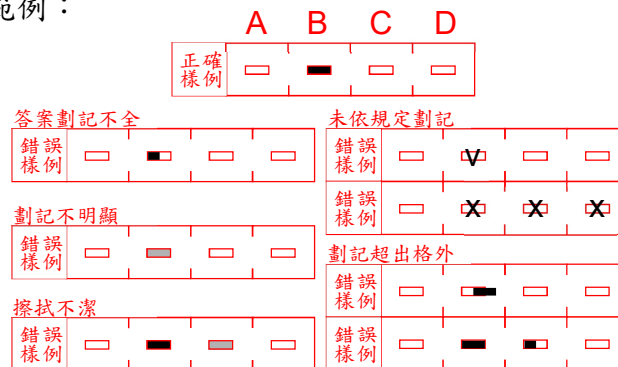 範例：
A B C D
正確樣例
答案劃記不全
錯誤樣例
劃記不明顯
錯誤樣例
擦拭不潔
錯誤樣例
未依規定劃記
錯誤樣例 V
錯誤樣例 X X X
劃記超出格外
錯誤樣例
錯誤樣例